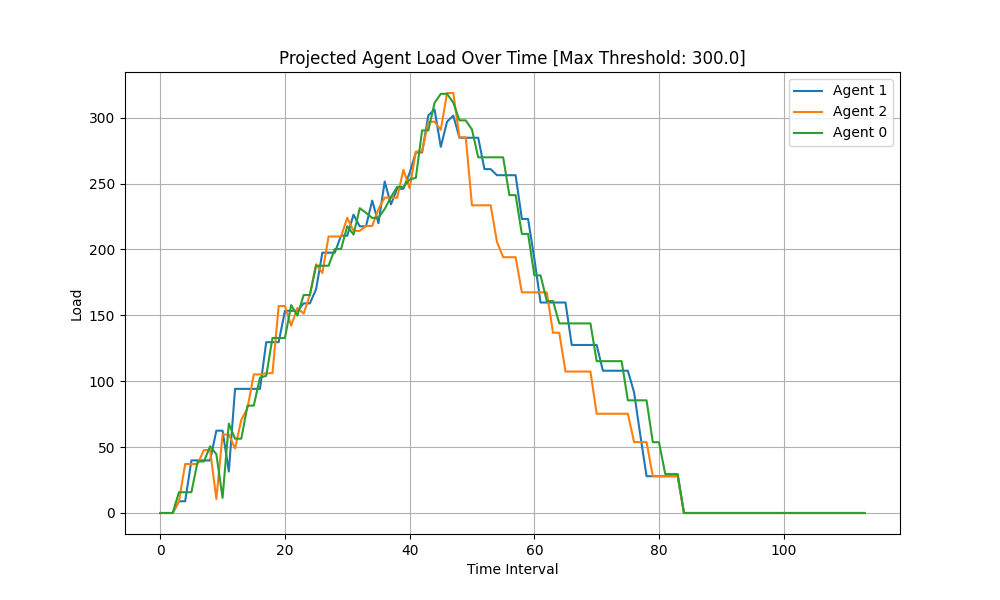 Projected Agent Load Over Time [Max Threshold: 300.0]
Agent 1
Agent 2
Agent 0
Load
300
250
200
150
100
50
0
0 20 40 60 80 100
Time Interval